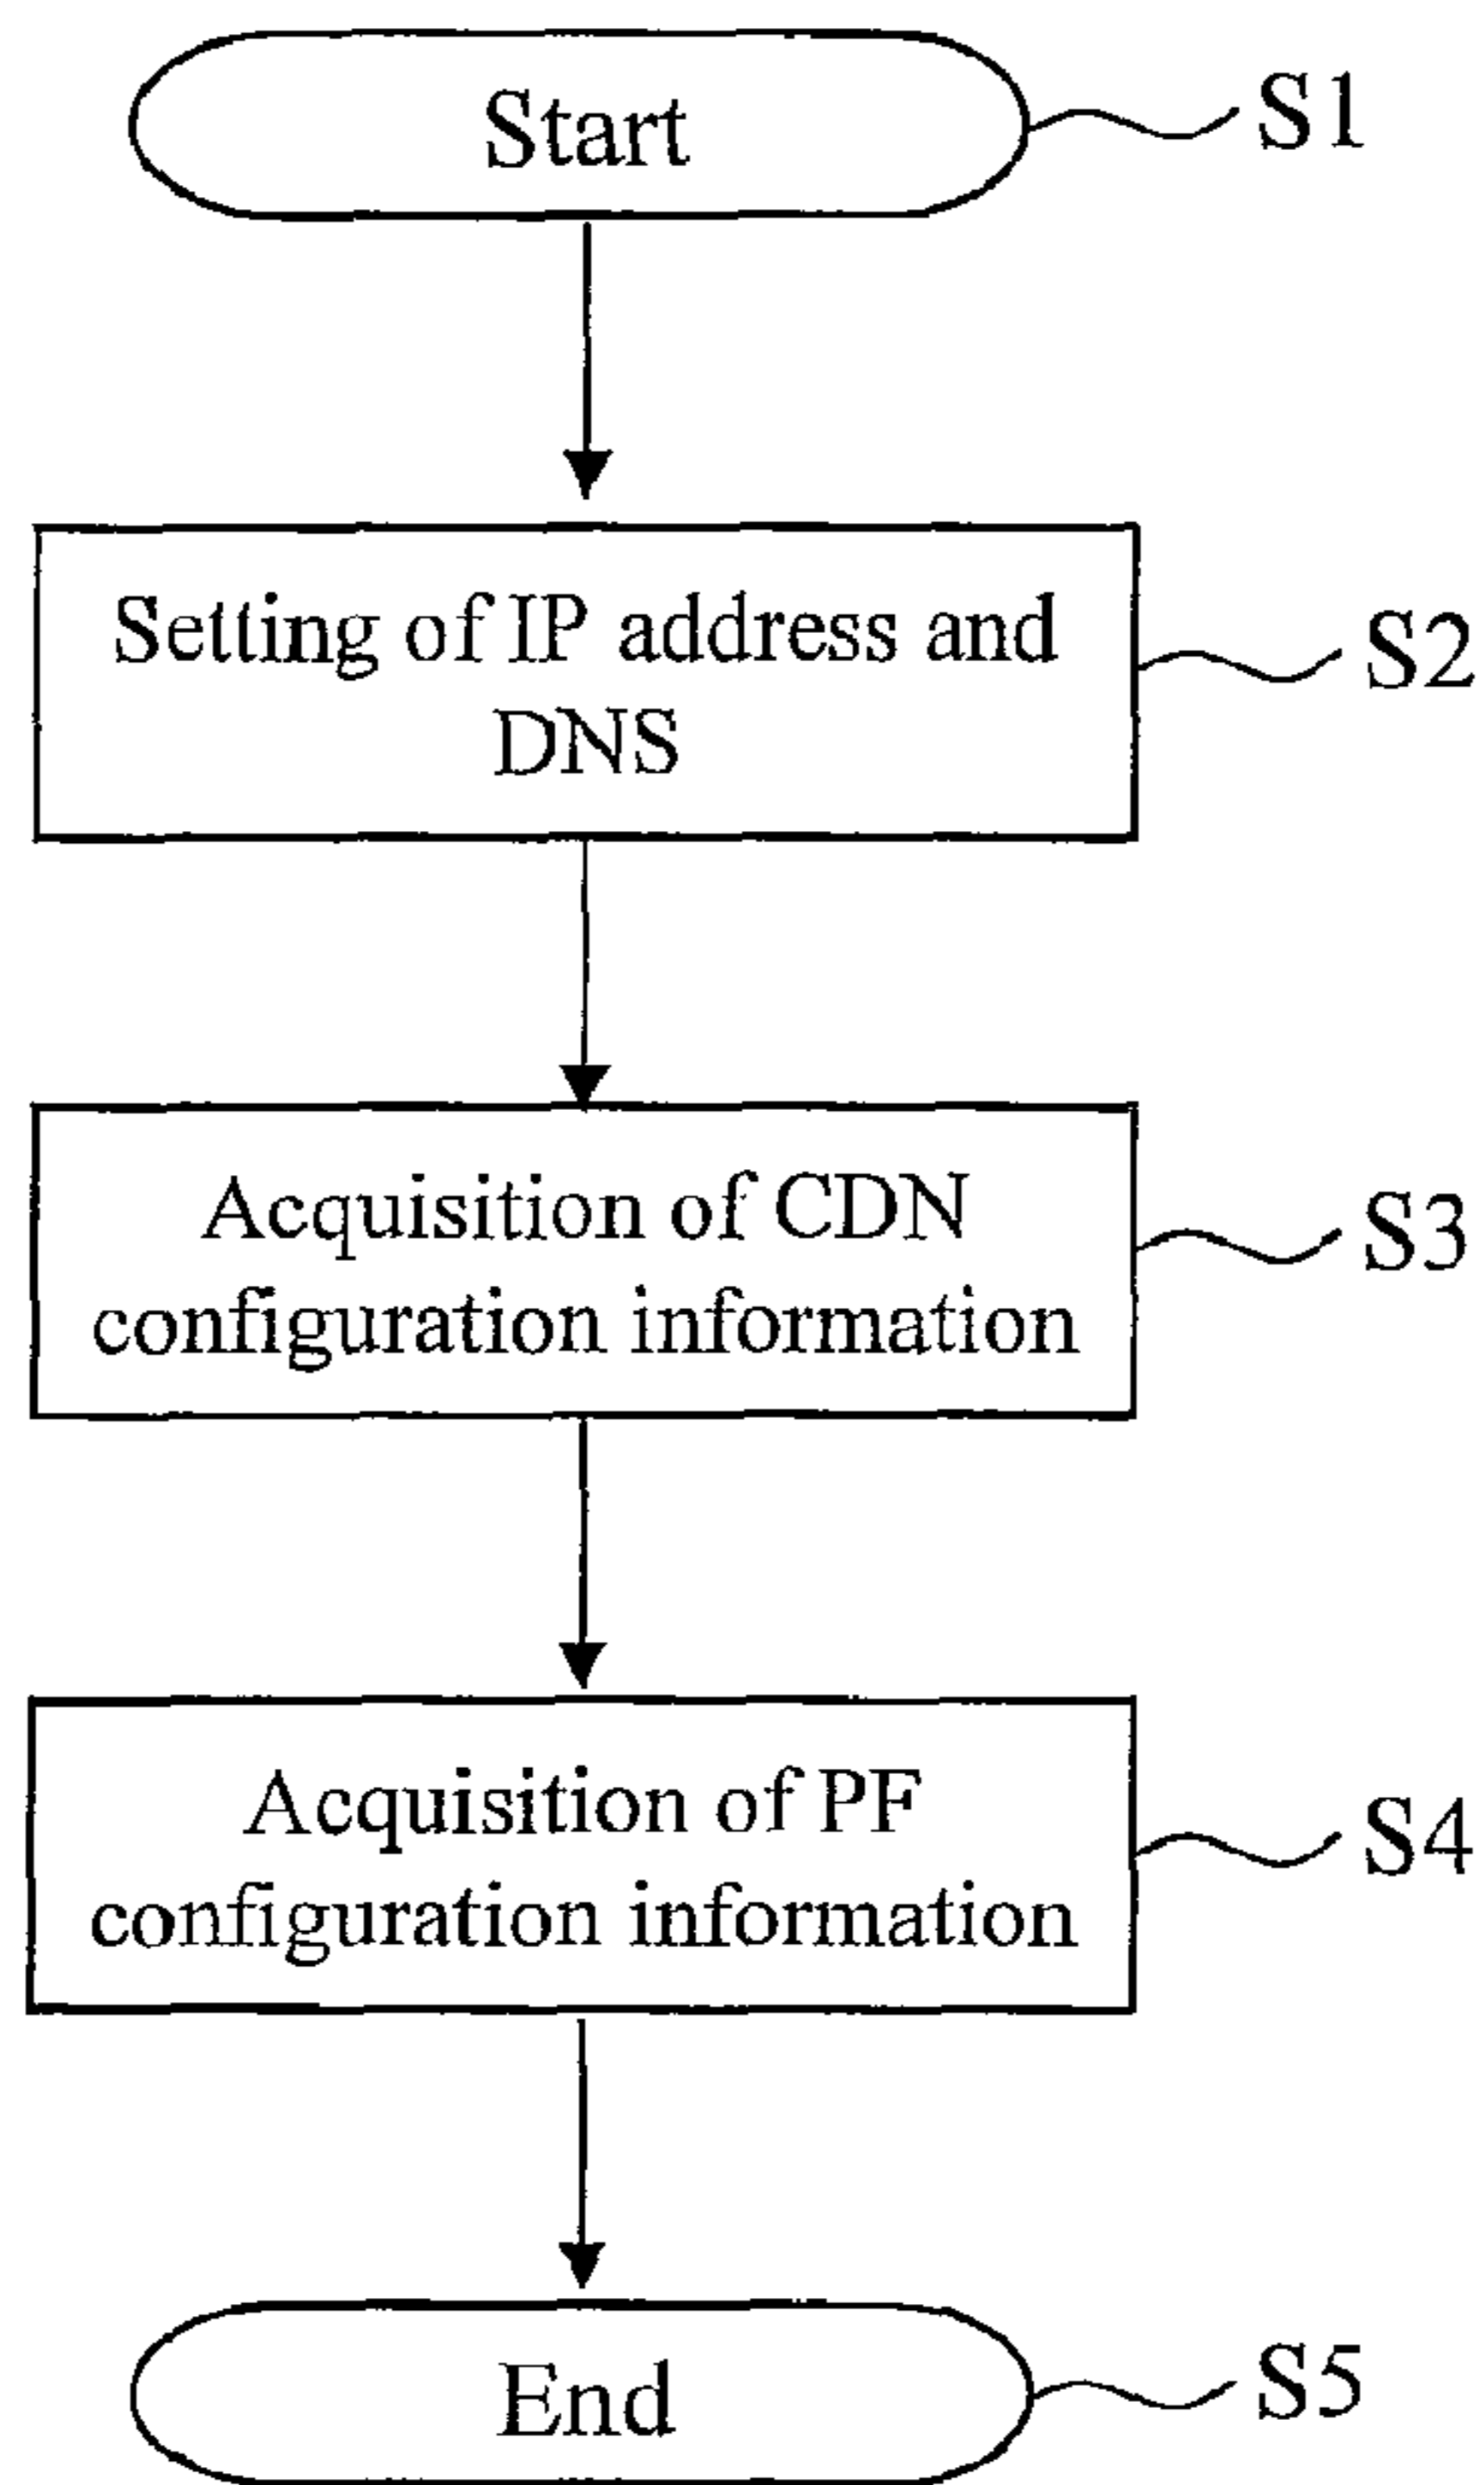 Start
S1
Setting of IP address and
DNS
S2
Acquisition of CDN
configuration information
S3
Acquisition of PF
configuration information
S4
End
S5